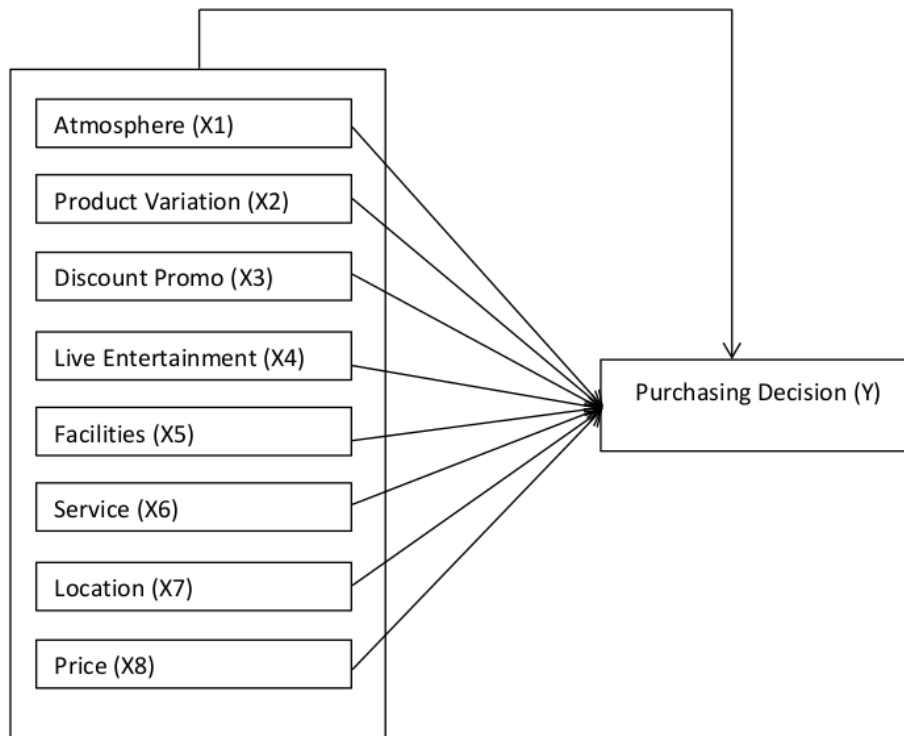 Atmosphere (X1)
Product Variation (X2)
Discount Promo (X3)
Live Entertainment (X4)
Facilities (X5)
Service (X6)
Location (X7)
Price (X8)
Purchasing Decision (Y)